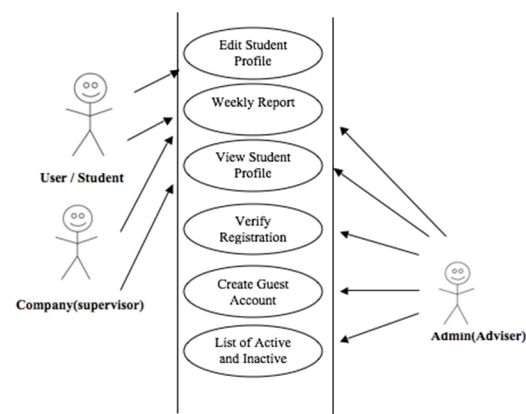 Edit Student
Profile
Weekly Report
User / Student
View Student
Profile
Verify
Registration
Company(supervisor)
Create Guest
Account
Admin(Adviser)
List of Active
and Inactive